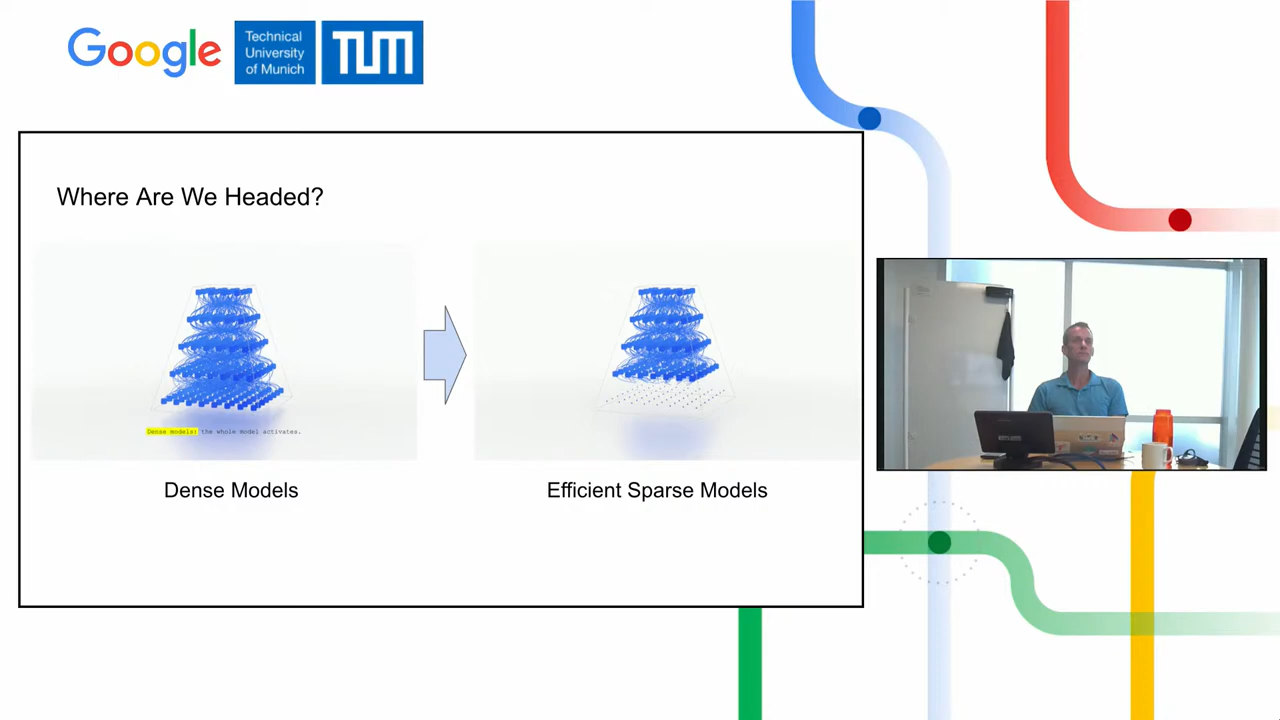 Google
Technical
University
of Munich
TUM
Where Are We Headed?
Dense models: the whole model activates.
Dense Models
Efficient Sparse Models